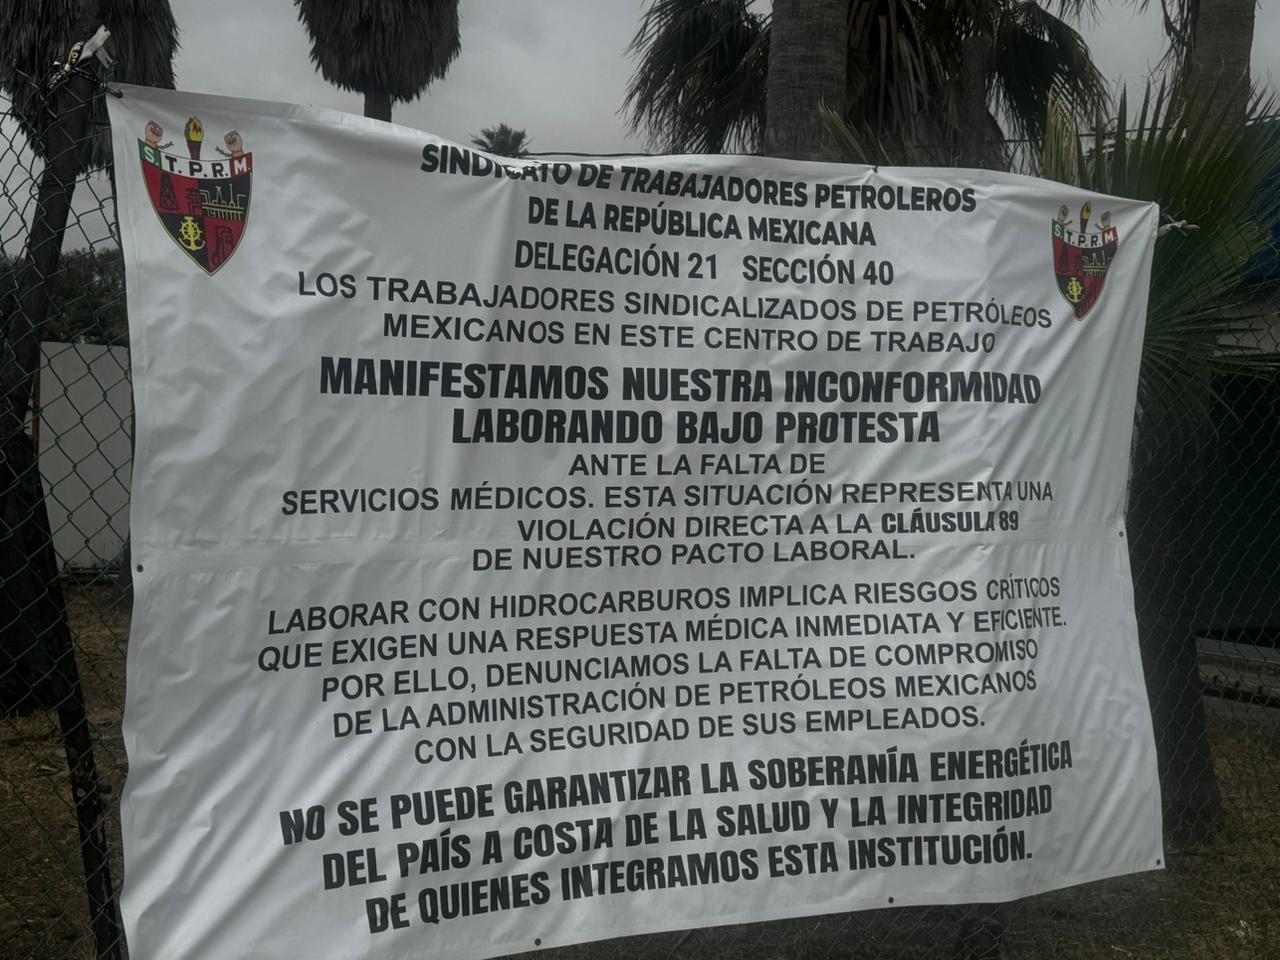 S.T.P.R.M.
S.T.P.R.M.
SINDICATO DE TRABAJADORES PETROLEROS
DE LA REPÚBLICA MEXICANA
DELEGACIÓN 21 SECCIÓN 40
LOS TRABAJADORES SINDICALIZADOS DE PETRÓLEOS
MEXICANOS EN ESTE CENTRO DE TRABAJO
MANIFESTAMOS NUESTRA INCONFORMIDAD
LABORANDO BAJO PROTESTA
ANTE LA FALTA DE
SERVICIOS MÉDICOS. ESTA SITUACIÓN REPRESENTA UNA
VIOLACIÓN DIRECTA A LA CLÁUSULA 89
DE NUESTRO PACTO LABORAL.
LABORAR CON HIDROCARBUROS IMPLICA RIESGOS CRÍTICOS
QUE EXIGEN UNA RESPUESTA MÉDICA INMEDIATA Y EFICIENTE.
POR ELLO, DENUNCIAMOS LA FALTA DE COMPROMISO
DE LA ADMINISTRACIÓN DE PETRÓLEOS MEXICANOS
CON LA SEGURIDAD DE SUS EMPLEADOS.
NO SE PUEDE GARANTIZAR LA SOBERANÍA ENERGÉTICA
DEL PAÍS A COSTA DE LA SALUD Y LA INTEGRIDAD
DE QUIENES INTEGRAMOS ESTA INSTITUCIÓN.